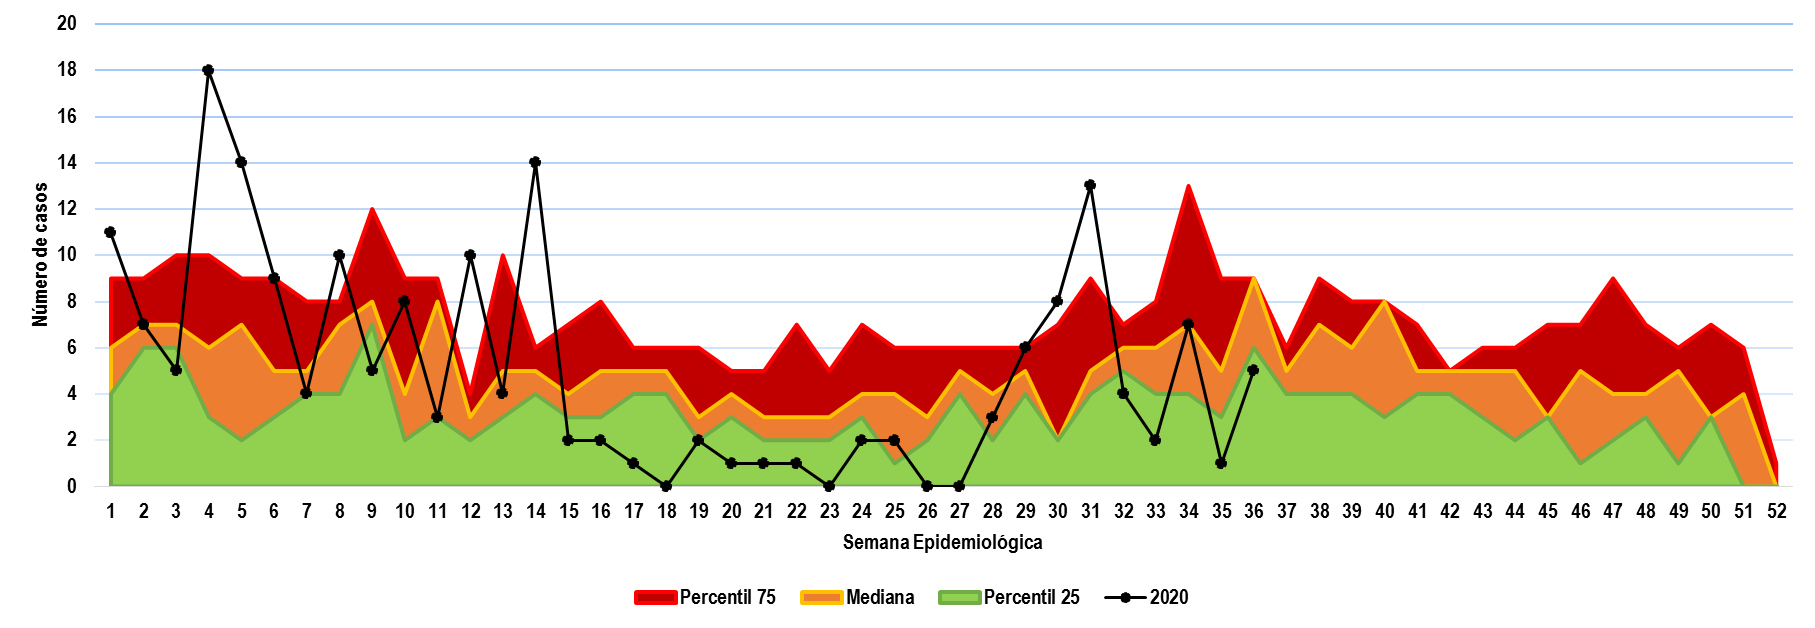 Número de casos
20
18
16
14
12
10
8
6
4
2
0
1 2 3 4 5 6 7 8 9 10 11 12 13 14 15 16 17 18 19 20 21 22 23 24 25 26 27 28 29 30 31 32 33 34 35 36 37 38 39 40 41 42 43 44 45 46 47 48 49 50 51 52
Semana Epidemiológica
Percentil 75 Mediana Percentil 25 2020